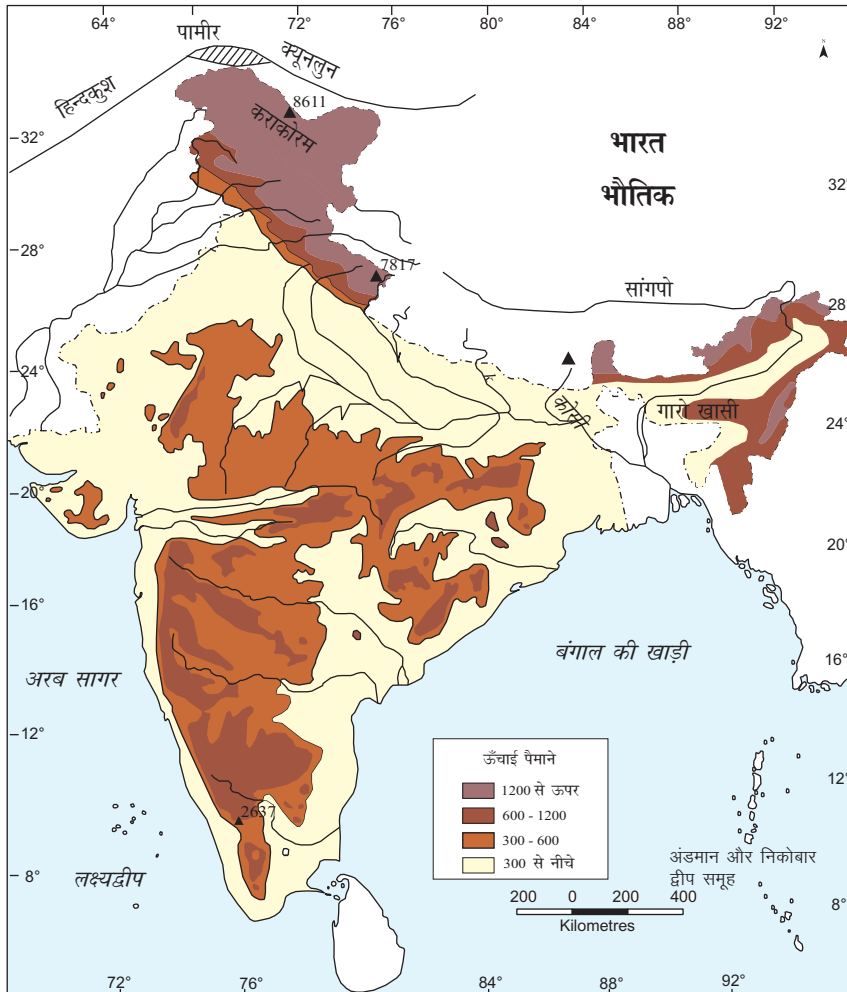 64° 72° 76° 80° 84° 88° 92°
पामीर
क्यूनलुन
हिन्दकुश
N
8611
कराकोरम
32°
भारत
32°
भौतिक
28°
7817
सांगपो
28°
24°
कोसी
गारो खासी
24°
20°
20°
16°
बंगाल की खाड़ी
16°
अरब सागर
12°
ऊँचाई पैमाने
1200 से ऊपर
600 - 1200
300 - 600
300 से नीचे
12°
2637
लक्ष्यद्वीप
अंडमान और निकोबार
द्वीप समूह
8°
8°
200 0 200 400
Kilometres
72° 76° 84° 88° 92°